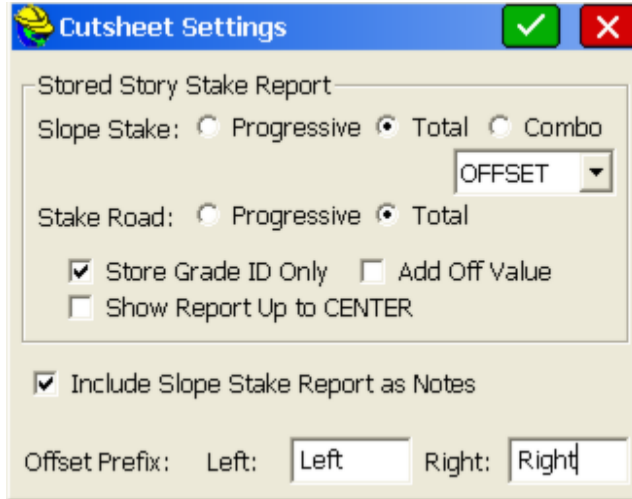 Cutsheet Settings
Stored Story Stake Report
Slope Stake: Progressive Total Combo
OFFSET
Stake Road: Progressive Total
Store Grade ID Only Add Off Value
Show Report Up to CENTER
Include Slope Stake Report as Notes
Offset Prefix: Left: Left Right: Right